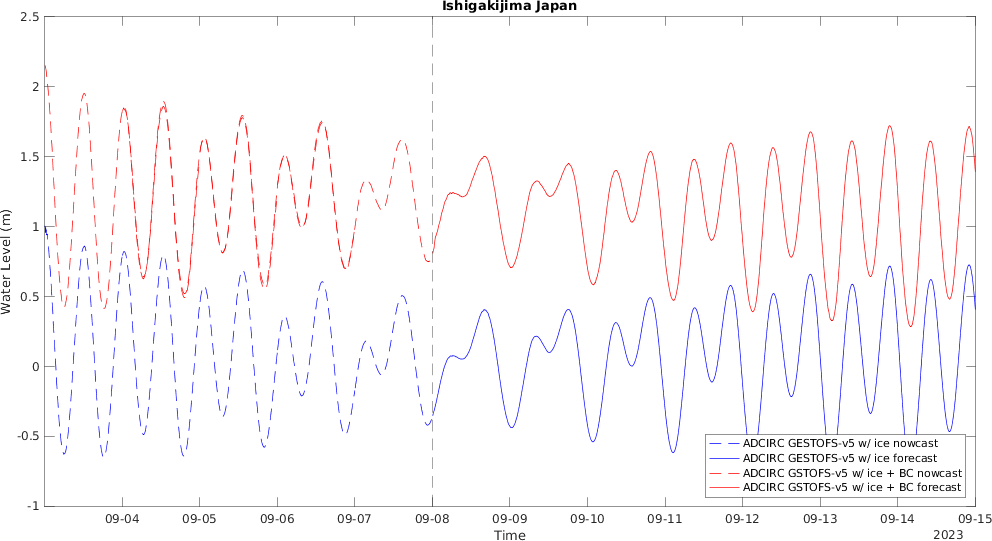 Ishigakijima Japan
2.5
2
1.5
1
0.5
0
-0.5
-1
Water Level (m)
ADCIRC GESTOFS-v5 w/ ice nowcast
ADCIRC GESTOFS-v5 w/ ice forecast
ADCIRC GSTOFS-v5 w/ ice + BC nowcast
ADCIRC GSTOFS-v5 w/ ice + BC forecast
09-04 09-05 09-06 09-07 09-08 09-09 09-10 09-11 09-12 09-13 09-14 09-15
Time
2023